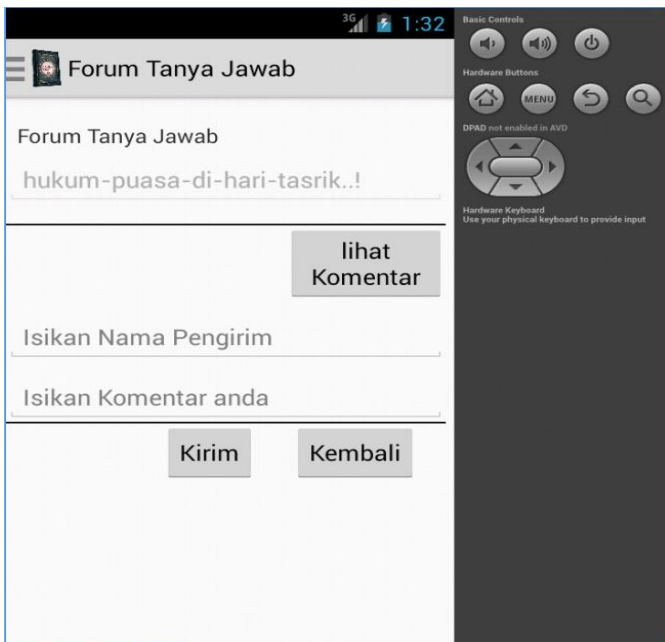 3G 1:32
Forum Tanya Jawab
Forum Tanya Jawab
hukum-puasa-di-hari-tasrik..!
lihat
Komentar
Isikan Nama Pengirim
Isikan Komentar anda
Kirim
Kembali
Basic Controls
Hardware Buttons
MENU
DPAD not enabled in AVD
Hardware Keyboard
Use your physical keyboard to provide input